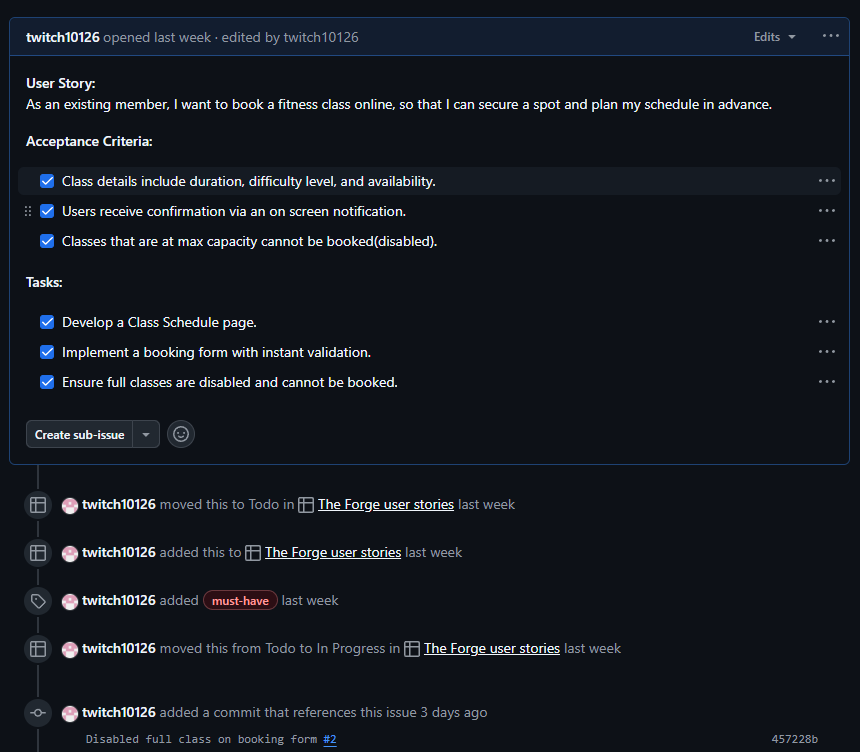 twitch10126 opened last week · edited by twitch10126 Edits
User Story:
As an existing member, I want to book a fitness class online, so that I can secure a spot and plan my schedule in advance.
Acceptance Criteria:
Class details include duration, difficulty level, and availability.
Users receive confirmation via an on screen notification.
Classes that are at max capacity cannot be booked(disabled).
Tasks:
Develop a Class Schedule page.
Implement a booking form with instant validation.
Ensure full classes are disabled and cannot be booked.
Create sub-issue
twitch10126 moved this to Todo in The Forge user stories last week
twitch10126 added this to The Forge user stories last week
twitch10126 added must-have last week
twitch10126 moved this from Todo to In Progress in The Forge user stories last week
twitch10126 added a commit that references this issue 3 days ago
Disabled full class on booking form #2 457228b